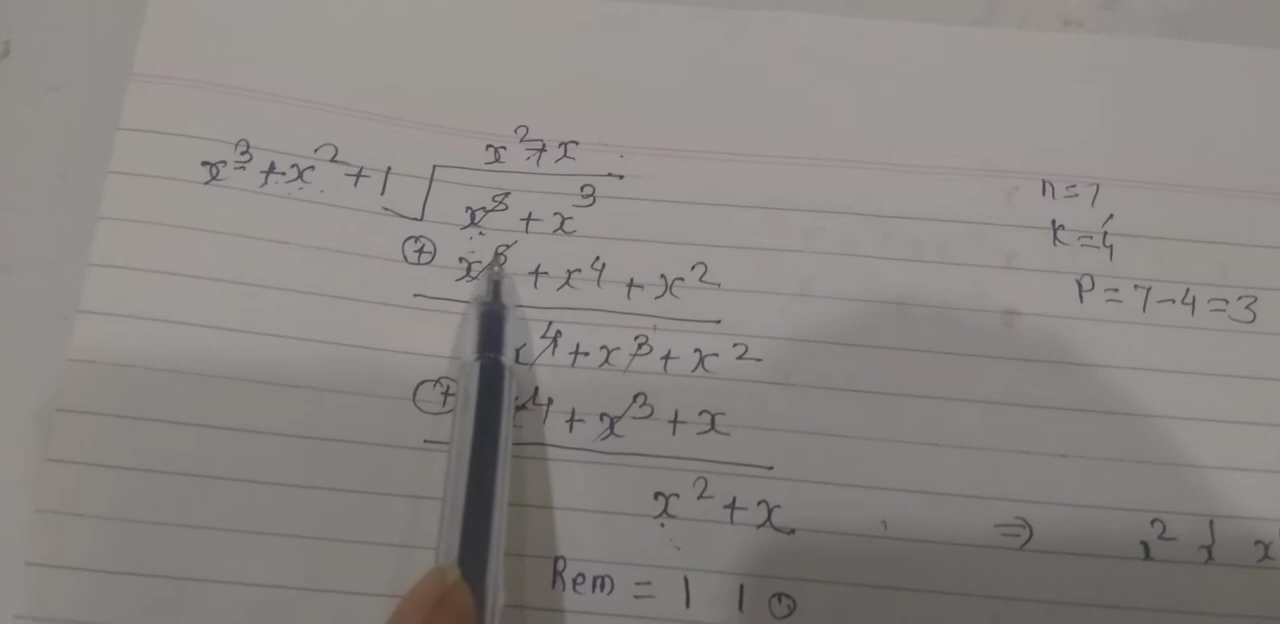 x² + x
x³ + x² + 1
x⁵ + x³
⊕ x⁵ + x⁴ + x²
x⁴ + x³ + x²
⊕ x⁴ + x³ + x
x² + x
Rem = 1 1 0
n = 7
k = 4
P = 7 - 4 = 3
⇒ x² x